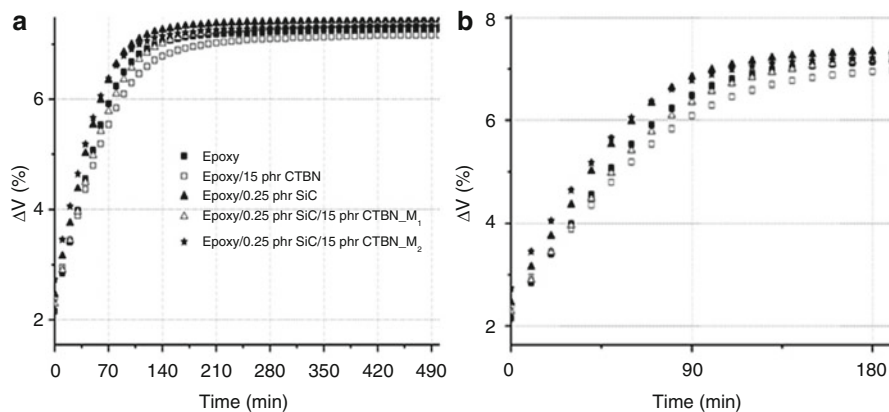 a
ΔV (%)
6
4
2
Epoxy
Epoxy/15 phr CTBN
Epoxy/0.25 phr SiC
Epoxy/0.25 phr SiC/15 phr CTBN_M1
Epoxy/0.25 phr SiC/15 phr CTBN_M2
0 70 140 210 280 350 420 490
Time (min)
b
ΔV (%)
8
6
4
2
0 90 180
Time (min)